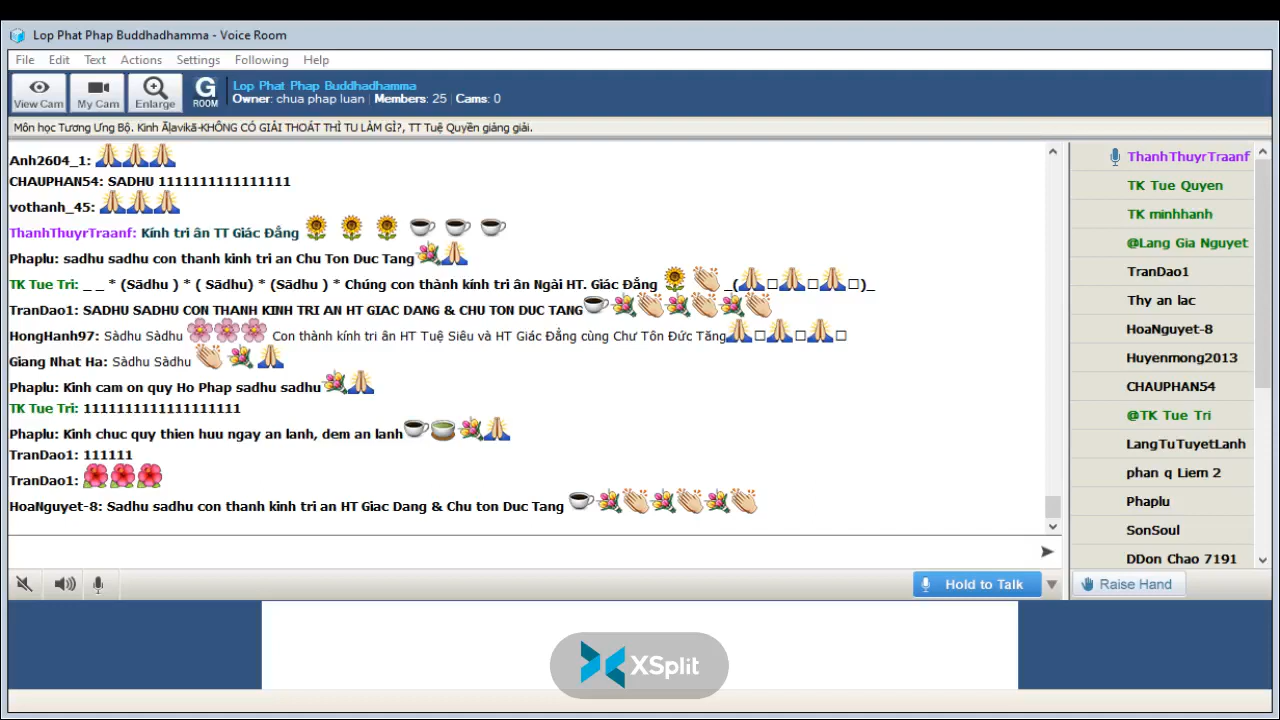 Lop Phat Phap Buddhadhamma - Voice Room
File Edit Text Actions Settings Following Help
View Cam My Cam Enlarge G ROOM
Lop Phat Phap Buddhadhamma
Owner: chua phap luan | Members: 25 | Cams: 0
Môn học Tương Ưng Bộ. Kinh Āḷavikā-KHÔNG CÓ GIẢI THOÁT THÌ TU LÀM GÌ?, TT Tuệ Quyền giảng giải.
Anh2604_1:
CHAUPHAN54: SADHU 1111111111111111
vothanh_45:
ThanhThuyrTraanf: Kính tri ân TT Giác Đẳng
Phaplu: sadhu sadhu con thanh kinh tri an Chu Ton Duc Tang
TK Tue Tri: _ _ * (Sādhu ) * ( Sādhu) * (Sādhu ) * Chúng con thành kính tri ân Ngài HT. Giác Đẳng _( )_
TranDao1: SADHU SADHU CON THANH KINH TRI AN HT GIAC DANG & CHU TON DUC TANG
HongHanh97: Sàdhu Sàdhu Con thành kính tri ân HT Tuệ Siêu và HT Giác Đẳng cùng Chư Tôn Đức Tăng
Giang Nhat Ha: Sàdhu Sàdhu
Phaplu: Kinh cam on quy Ho Phap sadhu sadhu
TK Tue Tri: 1111111111111111111
Phaplu: Kinh chuc quy thien huu ngay an lanh, dem an lanh
TranDao1: 111111
TranDao1:
HoaNguyet-8: Sadhu sadhu con thanh kinh tri an HT Giac Dang & Chu ton Duc Tang
ThanhThuyrTraanf
TK Tue Quyen
TK minhhanh
@Lang Gia Nguyet
TranDao1
Thy an lac
HoaNguyet-8
Huyenmong2013
CHAUPHAN54
@TK Tue Tri
LangTuTuyetLanh
phan q Liem 2
Phaplu
SonSoul
DDon Chao 7191
Hold to Talk
Raise Hand
XSplit